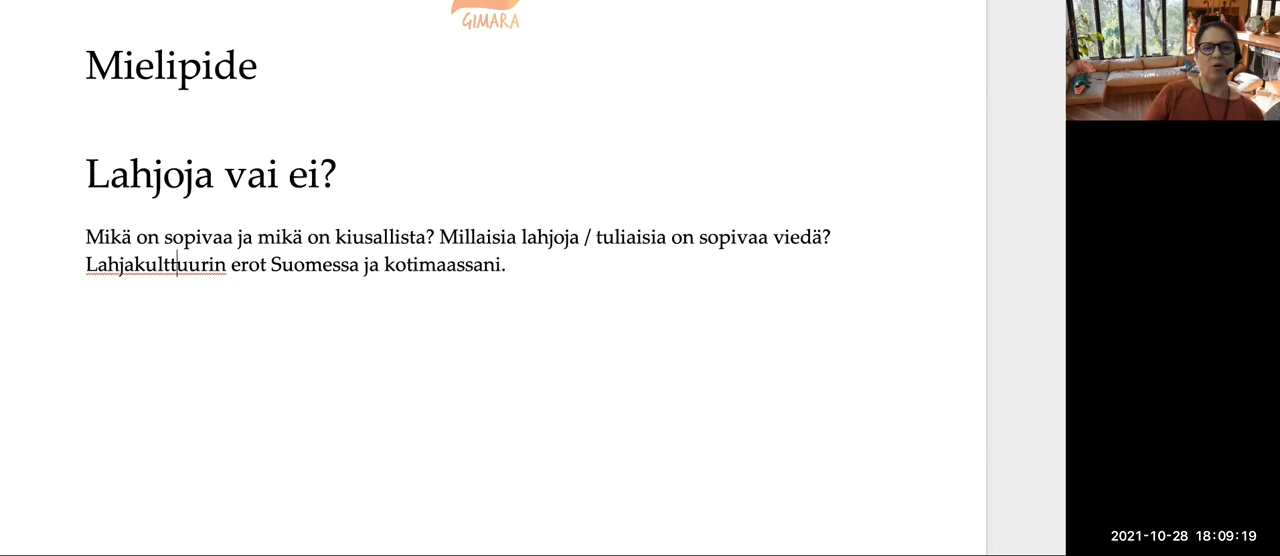 GIMARA
Mielipide
Lahjoja vai ei?
Mikä on sopivaa ja mikä on kiusallista? Millaisia lahjoja / tuliaisia on sopivaa viedä?
Lahjakulttuurin erot Suomessa ja kotimaassani.
2021-10-28 18:09:19